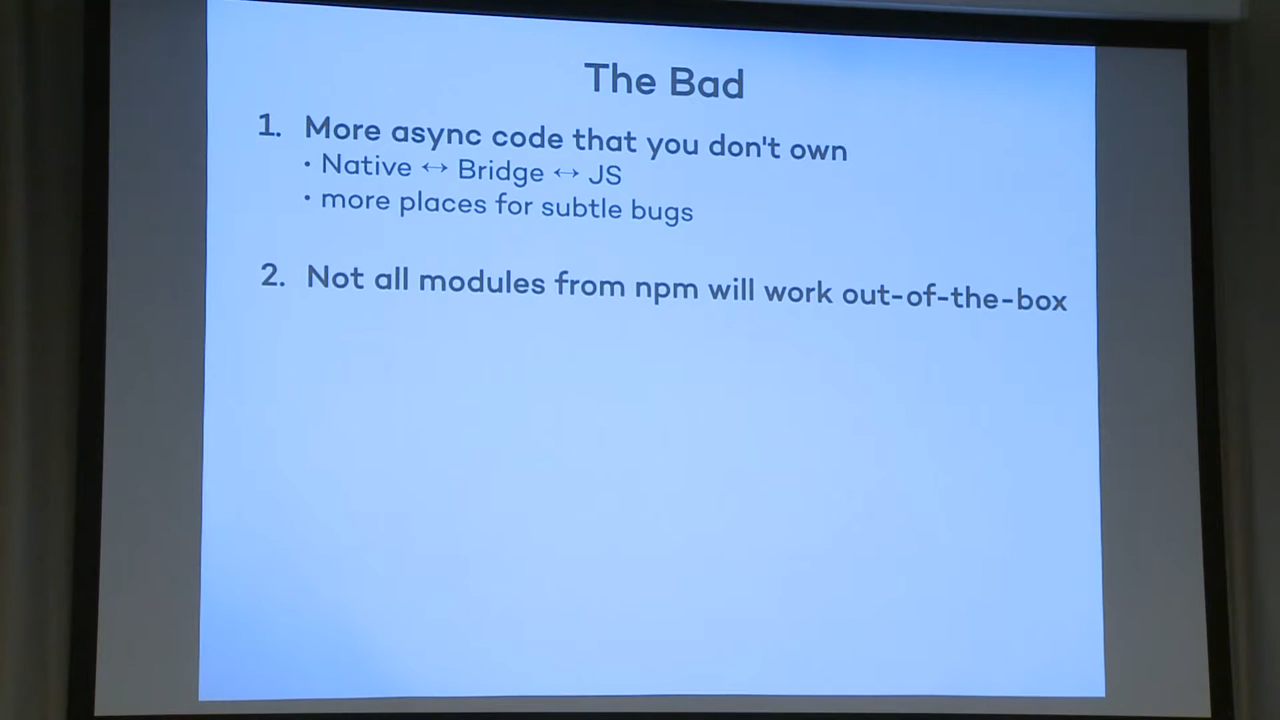 The Bad
1. More async code that you don't own
• Native ↔ Bridge ↔ JS
• more places for subtle bugs
2. Not all modules from npm will work out-of-the-box